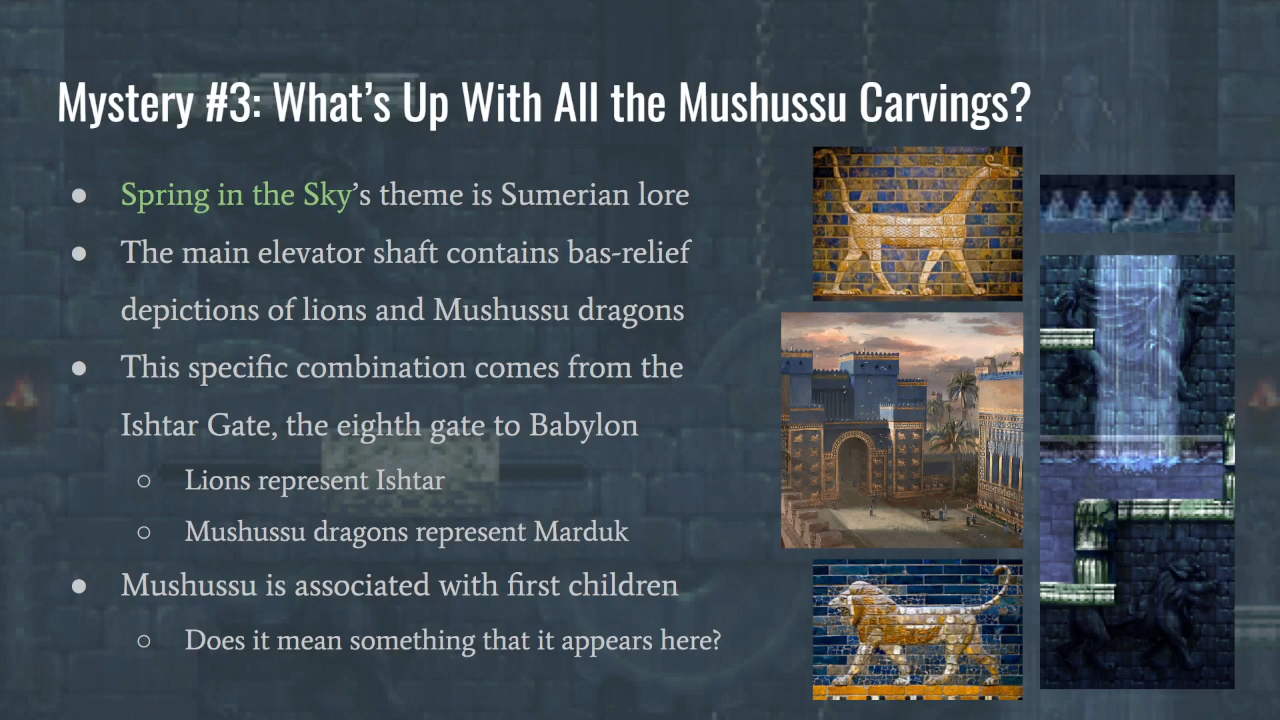 Mystery #3: What’s Up With All the Mushussu Carvings?
● Spring in the Sky’s theme is Sumerian lore
● The main elevator shaft contains bas-relief
depictions of lions and Mushussu dragons
● This specific combination comes from the
Ishtar Gate, the eighth gate to Babylon
○ Lions represent Ishtar
○ Mushussu dragons represent Marduk
● Mushussu is associated with first children
○ Does it mean something that it appears here?